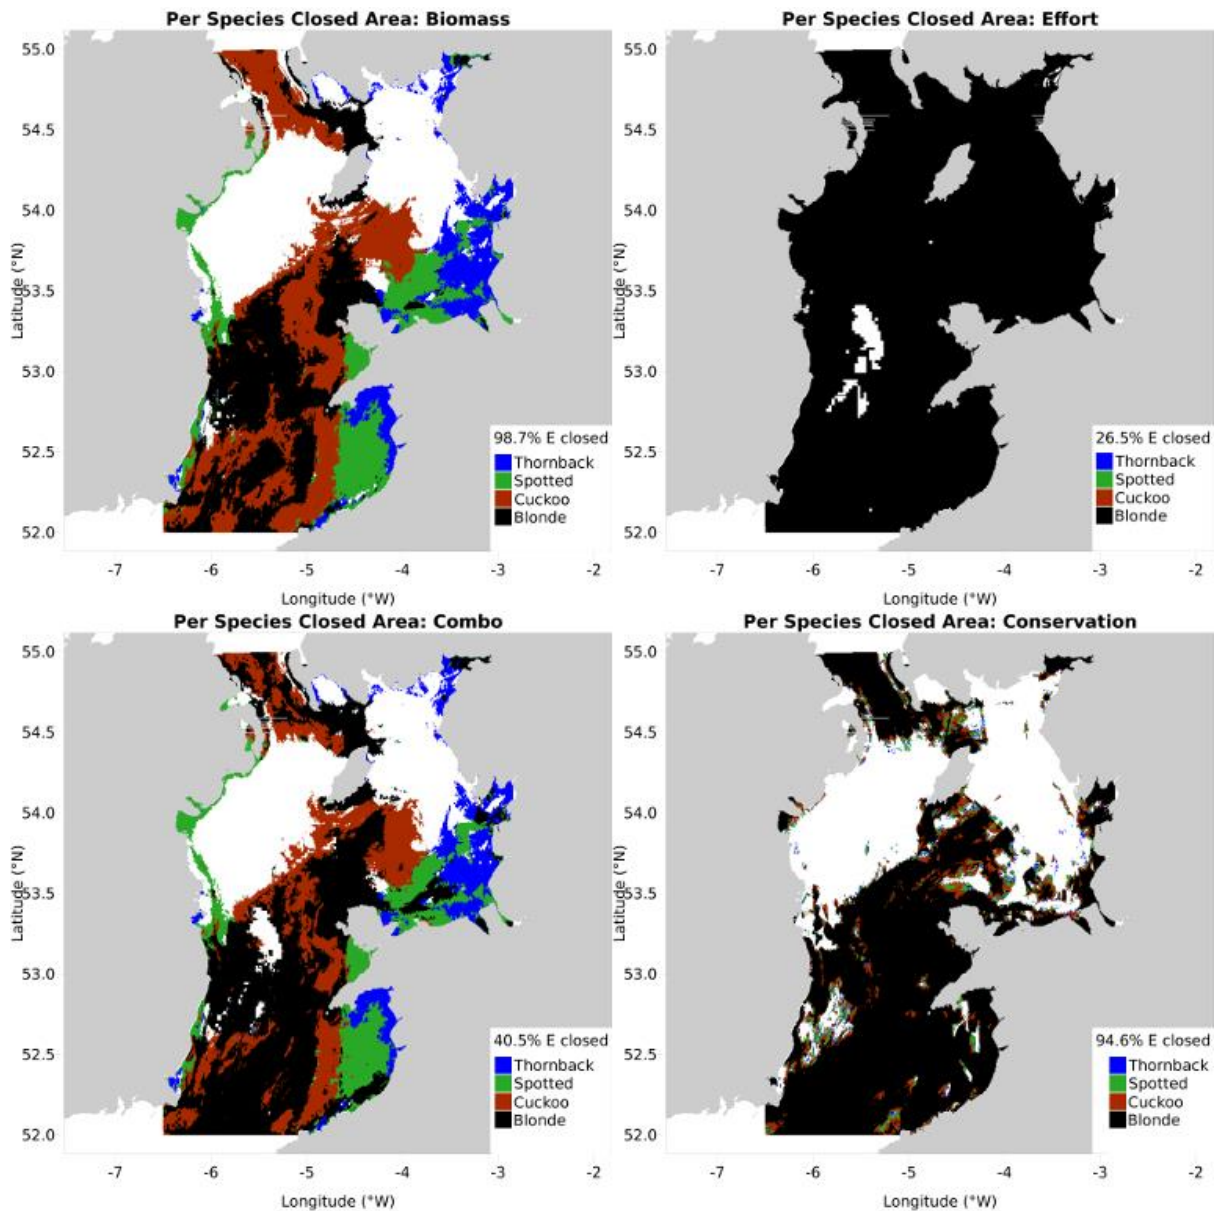 Per Species Closed Area: Biomass
55.0
54.5
54.0
53.5
53.0
52.5
52.0
Latitude (°N)
98.7% E closed
Thornback
Spotted
Cuckoo
Blonde
-7 -6 -5 -4 -3 -2
Longitude (°W)
Per Species Closed Area: Effort
55.0
54.5
54.0
53.5
53.0
52.5
52.0
Latitude (°N)
26.5% E closed
Thornback
Spotted
Cuckoo
Blonde
-7 -6 -5 -4 -3 -2
Longitude (°W)
Per Species Closed Area: Combo
55.0
54.5
54.0
53.5
53.0
52.5
52.0
Latitude (°N)
40.5% E closed
Thornback
Spotted
Cuckoo
Blonde
-7 -6 -5 -4 -3 -2
Longitude (°W)
Per Species Closed Area: Conservation
55.0
54.5
54.0
53.5
53.0
52.5
52.0
Latitude (°N)
94.6% E closed
Thornback
Spotted
Cuckoo
Blonde
-7 -6 -5 -4 -3 -2
Longitude (°W)